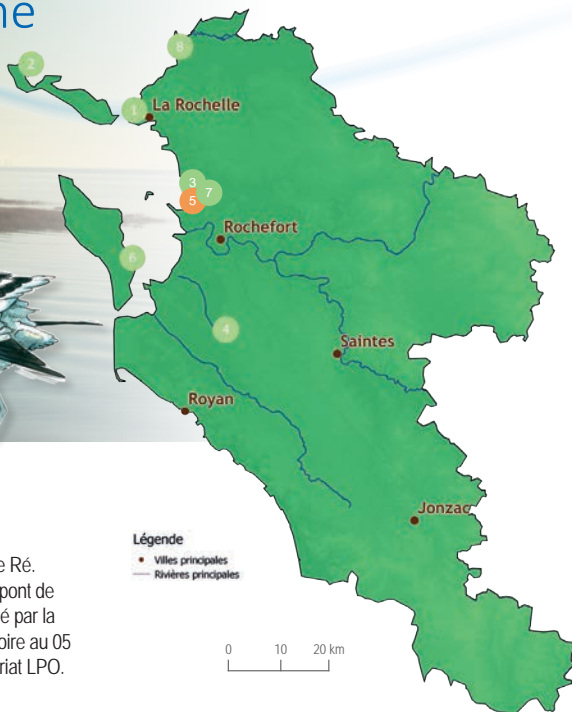 ne
8
2
1
La Rochelle
3
7
5
Rochefort
6
4
Saintes
Royan
Jonzac
Légende
Villes principales
Rivières principales
e Ré.
pont de
é par la
oire au 05
riat LPO.
0 10 20 km